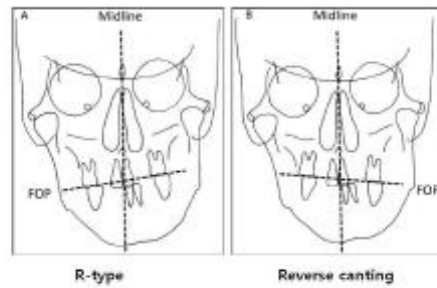 A
Midline
FOP
R-type
B
Midline
FOP
Reverse canting